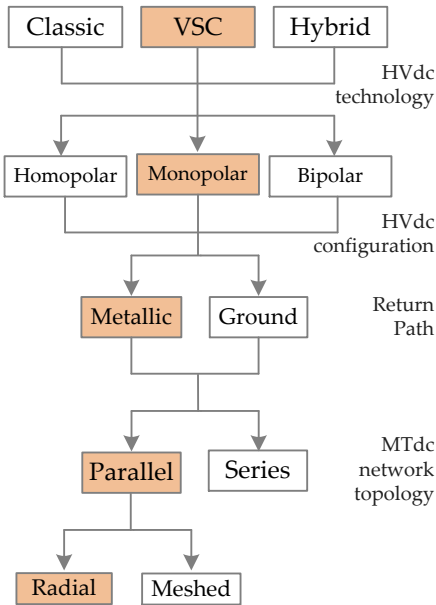 Classic VSC Hybrid
HVdc
technology
Homopolar Monopolar Bipolar
HVdc
configuration
Metallic Ground
Return
Path
Parallel Series
MTdc
network
topology
Radial Meshed